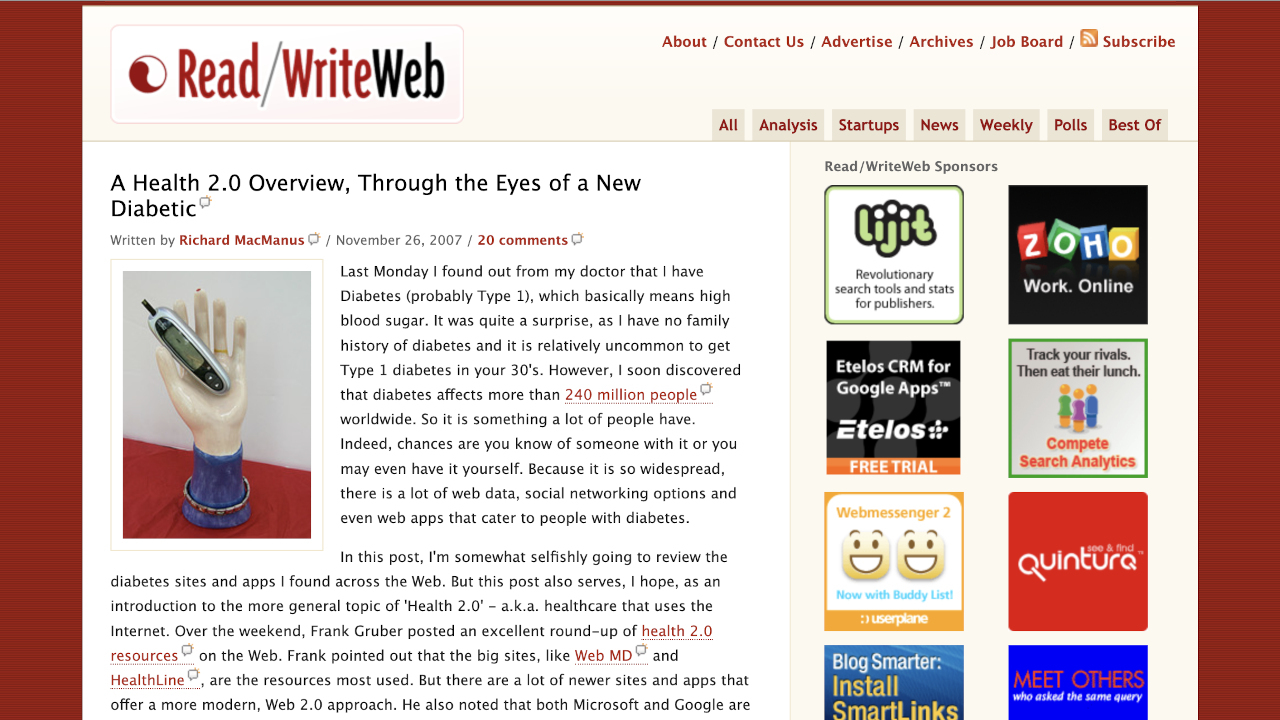 Read/WriteWeb
About / Contact Us / Advertise / Archives / Job Board / Subscribe
All Analysis Startups News Weekly Polls Best Of
A Health 2.0 Overview, Through the Eyes of a New
Diabetic
Written by Richard MacManus / November 26, 2007 / 20 comments
Last Monday I found out from my doctor that I have
Diabetes (probably Type 1), which basically means high
blood sugar. It was quite a surprise, as I have no family
history of diabetes and it is relatively uncommon to get
Type 1 diabetes in your 30's. However, I soon discovered
that diabetes affects more than 240 million people
worldwide. So it is something a lot of people have.
Indeed, chances are you know of someone with it or you
may even have it yourself. Because it is so widespread,
there is a lot of web data, social networking options and
even web apps that cater to people with diabetes.
In this post, I'm somewhat selfishly going to review the
diabetes sites and apps I found across the Web. But this post also serves, I hope, as an
introduction to the more general topic of 'Health 2.0' - a.k.a. healthcare that uses the
Internet. Over the weekend, Frank Gruber posted an excellent round-up of health 2.0
resources on the Web. Frank pointed out that the big sites, like Web MD and
HealthLine, are the resources most used. But there are a lot of newer sites and apps that
offer a more modern, Web 2.0 approach. He also noted that both Microsoft and Google are
Read/WriteWeb Sponsors
lijit
Revolutionary
search tools and stats
for publishers.
ZOHO
Work. Online
Etelos CRM for
Google Apps™
Etelos
FREE TRIAL
Track your rivals.
Then eat their lunch.
Compete
Search Analytics
Webmessenger 2
Now with Buddy List!
:) userplane
see & find
quintura
Blog Smarter:
Install
SmartLinks
MEET OTHERS
who asked the same query